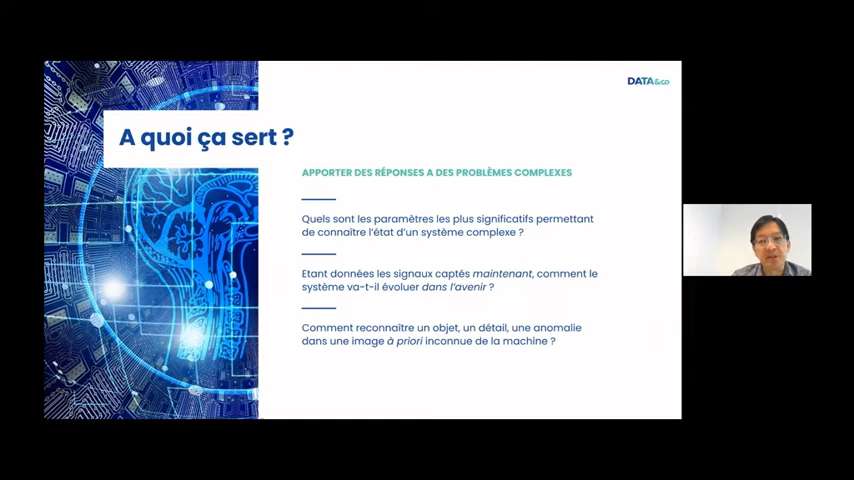 DATA&co
A quoi ça sert ?
APPORTER DES RÉPONSES A DES PROBLÈMES COMPLEXES
Quels sont les paramètres les plus significatifs permettant
de connaître l'état d'un système complexe ?
Etant données les signaux captés maintenant, comment le
système va-t-il évoluer dans l'avenir ?
Comment reconnaître un objet, un détail, une anomalie
dans une image à priori inconnue de la machine ?